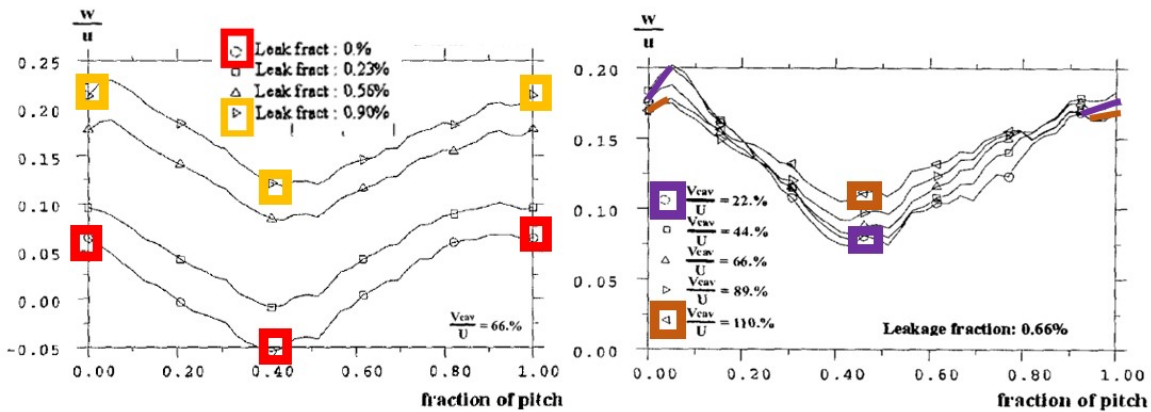 w
u
Leak fract : 0.%
Leak fract : 0.23%
Leak fract : 0.56%
Leak fract : 0.90%
0.25
0.20
0.15
0.10
0.05
0.00
-0.05
Vcav
U
= 66.%
0.00
0.20
0.40
0.60
0.80
1.00
fraction of pitch
w
u
0.20
0.15
0.10
0.05
0.00
Vcav
U
= 22.%
Vcav
U
= 44.%
Vcav
U
= 66.%
Vcav
U
= 89.%
Vcav
U
= 110.%
Leakage fraction: 0.66%
0.00
0.20
0.40
0.60
0.80
1.00
fraction of pitch